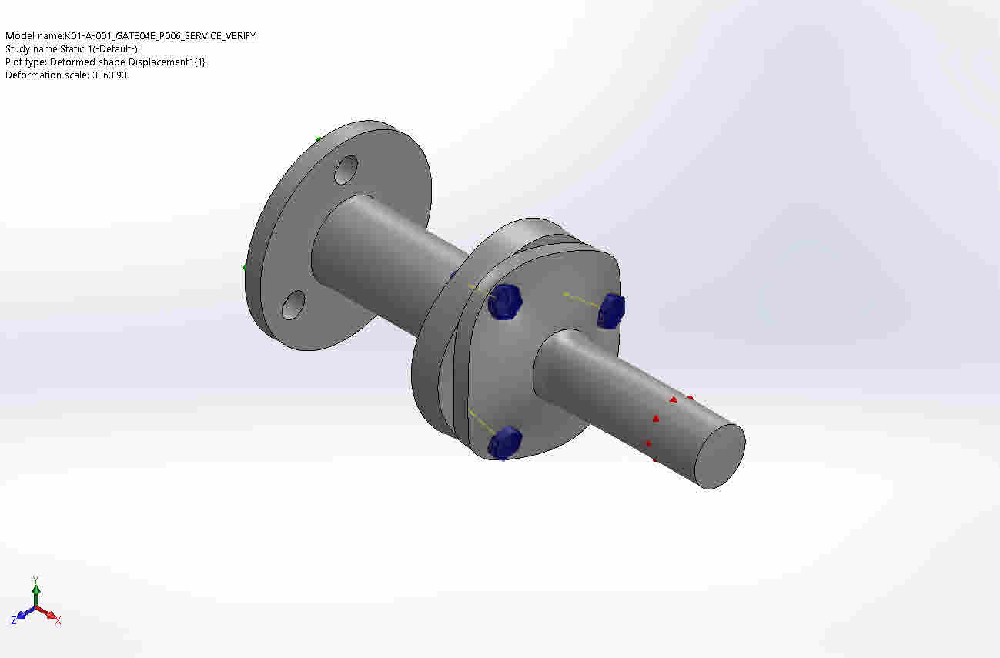 Model name:K01-A-001_GATE04E_P006_SERVICE_VERIFY
Study name:Static 1(-Default-)
Plot type: Deformed shape Displacement1{1}
Deformation scale: 3363.93
Y
Z
X